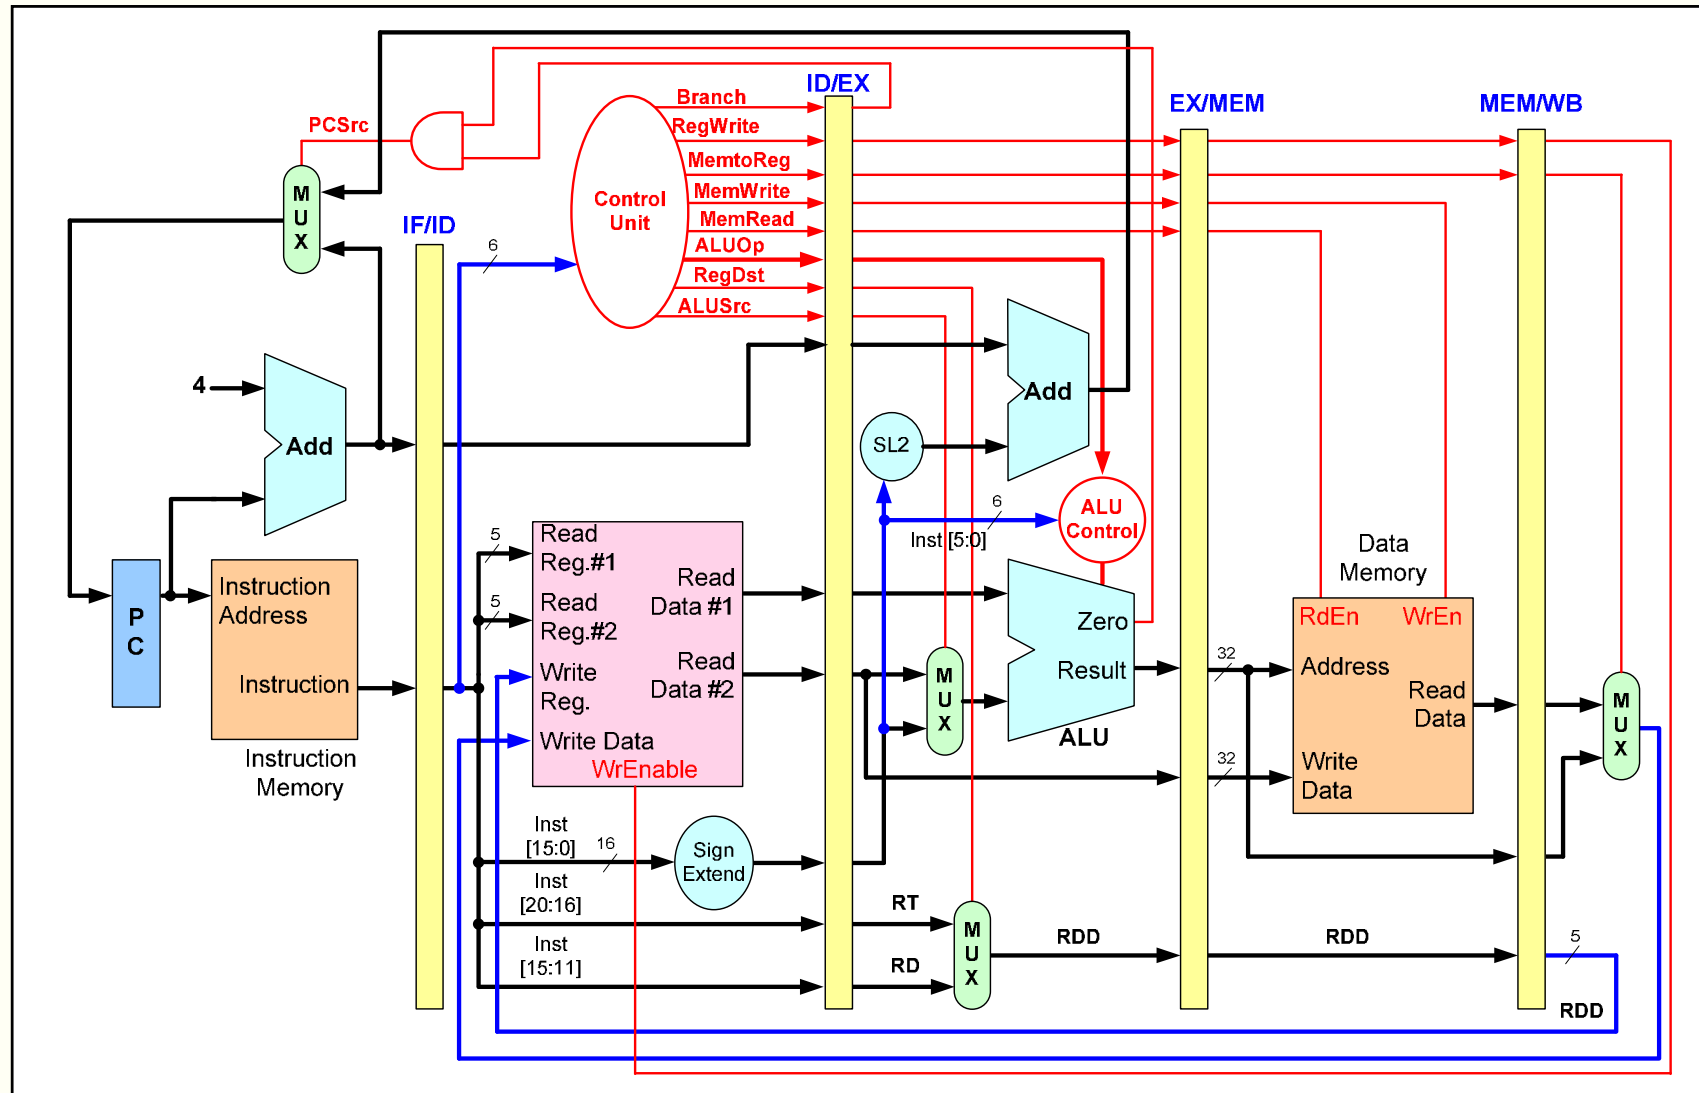 ID/EX
EX/MEM
MEM/WB
IF/ID
PCSrc
Branch
RegWrite
MemtoReg
MemWrite
MemRead
ALUOp
RegDst
ALUSrc
Control
Unit
M
U
X
6
4
Add
Add
SL2
6
Inst [5:0]
ALU
Control
P
C
Instruction
Address
Instruction
Instruction
Memory
5
Read
Reg.#1
5
Read
Reg.#2
Write
Reg.
Write Data
WrEnable
Read
Data #1
Read
Data #2
M
U
X
Zero
Result
ALU
Data
Memory
RdEn
WrEn
32
Address
Read
Data
32
Write
Data
M
U
X
Inst
[15:0]
16
Sign
Extend
Inst
[20:16]
Inst
[15:11]
RT
RD
M
U
X
RDD
RDD
5
RDD